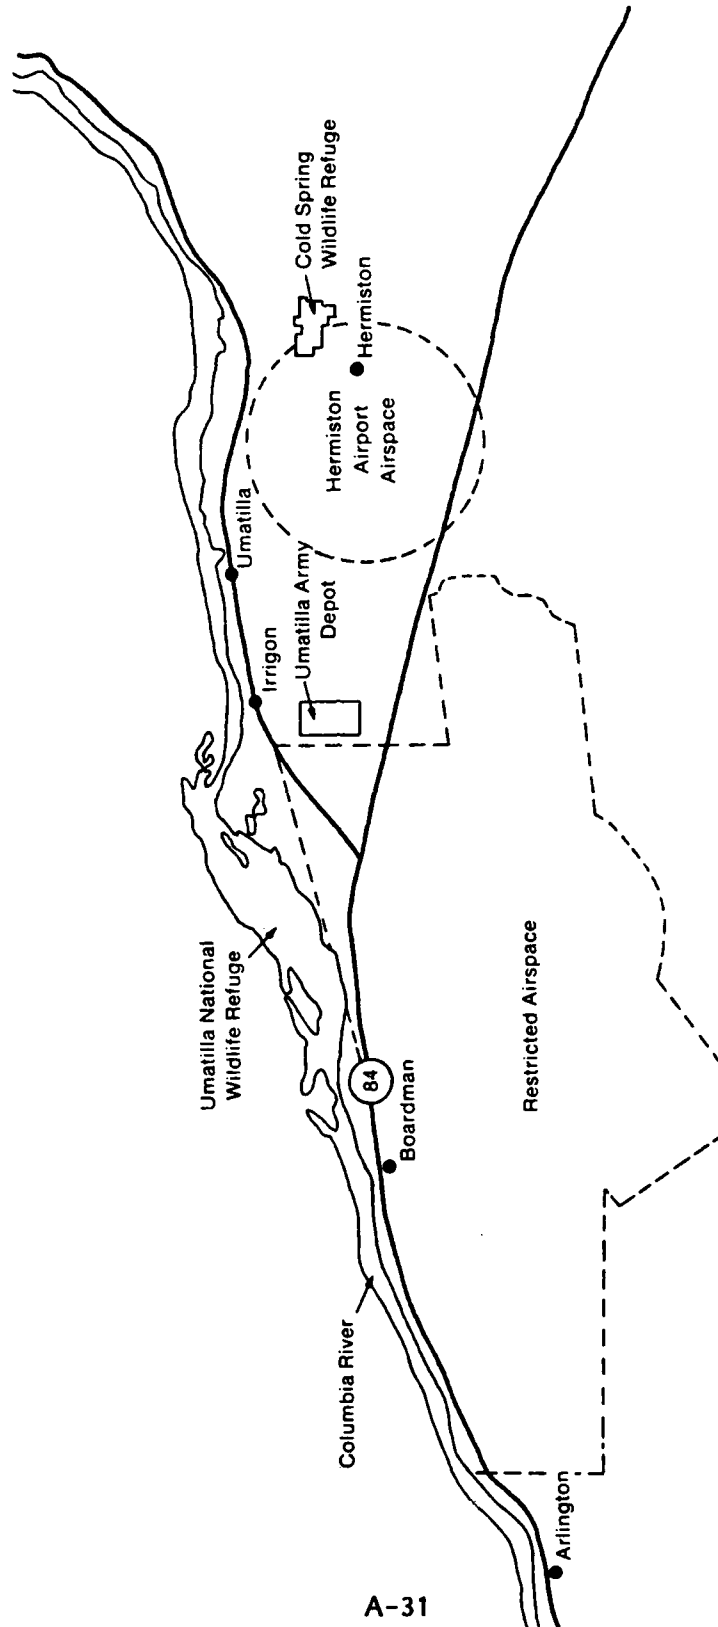 Cold Spring
Wildlife Refuge
Hermiston
Hermiston
Airport
Airspace
Umatilla
Umatilla Army
Depot
Irrigon
Umatilla National
Wildlife Refuge
84
Boardman
Restricted Airspace
Columbia River
Arlington
A-31